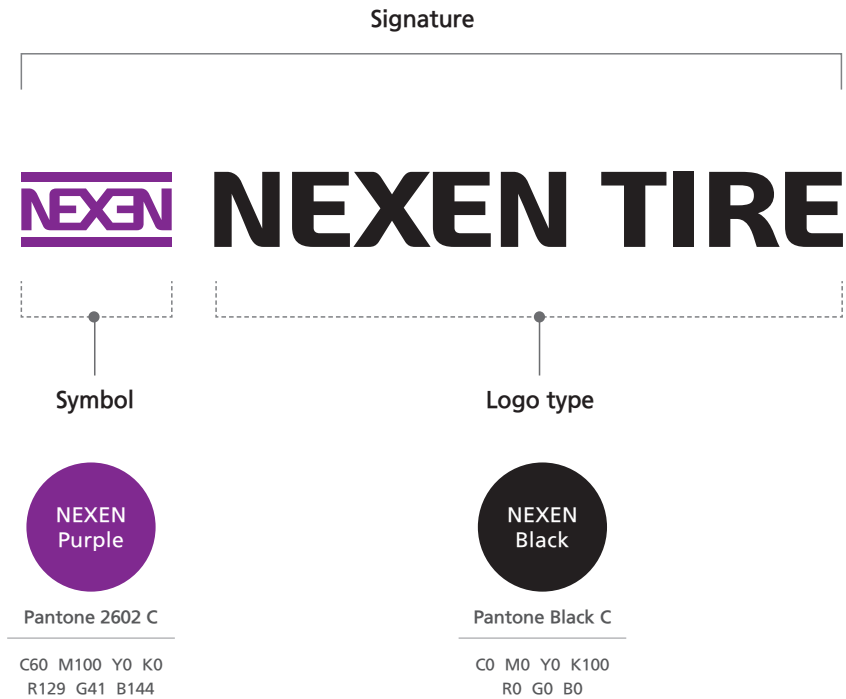 Signature
NEXEN NEXEN TIRE
Symbol
Logo type
NEXEN
Purple
Pantone 2602 C
C60 M100 Y0 K0
R129 G41 B144
NEXEN
Black
Pantone Black C
C0 M0 Y0 K100
R0 G0 B0